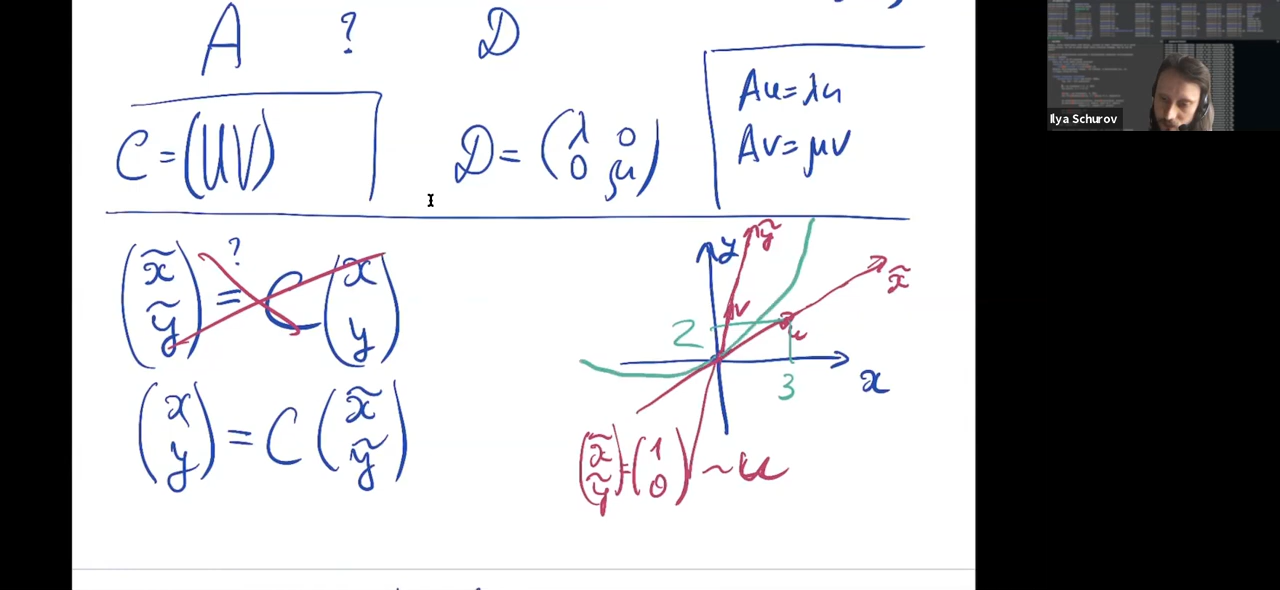 A ? D
C = (U V)
D = (λ 0
0 μ)
Au = λu
Av = μv
(x̃
ỹ) =? C (x
y)
(x
y) = C (x̃
ỹ)
y ỹ
x̃
v
u
2
3
x
(x̃
ỹ) = (1
0) ~ u
Ilya Schurov